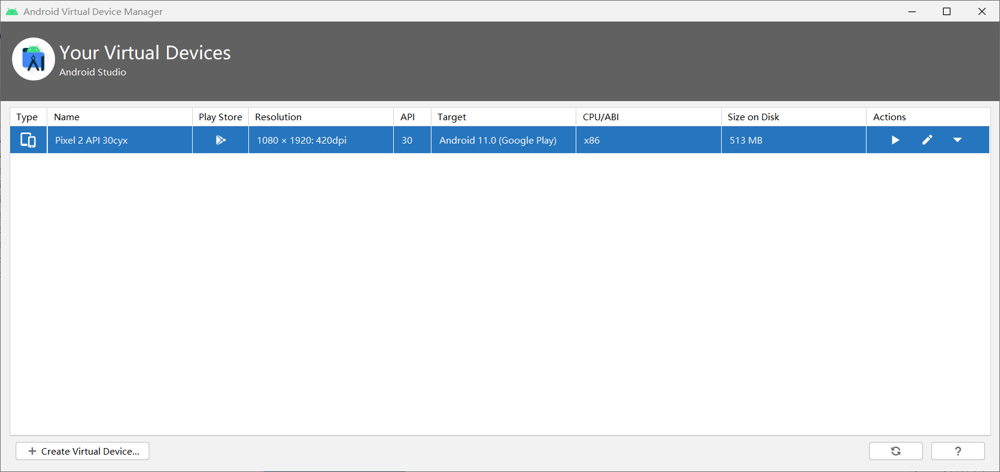 Android Virtual Device Manager
Your Virtual Devices
Android Studio
Type Name Play Store Resolution API Target CPU/ABI Size on Disk Actions
Pixel 2 API 30cyx 1080 × 1920: 420dpi 30 Android 11.0 (Google Play) x86 513 MB
+ Create Virtual Device... ?